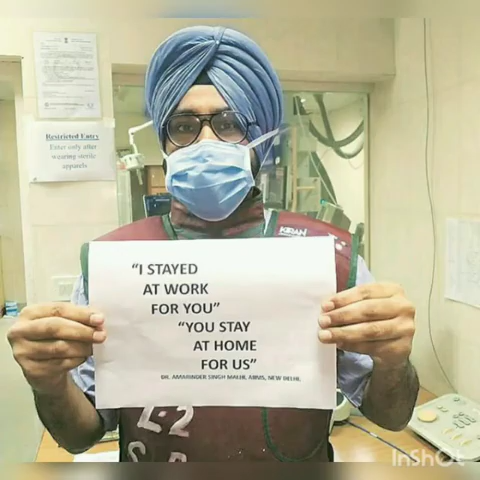 Restricted Entry
Enter only after
wearing sterile
apparels
KIRAN
"I STAYED
AT WORK
FOR YOU"
"YOU STAY
AT HOME
FOR US"
DR. AMARINDER SINGH MALHI, AIIMS, NEW DELHI,
L-2
InShOt